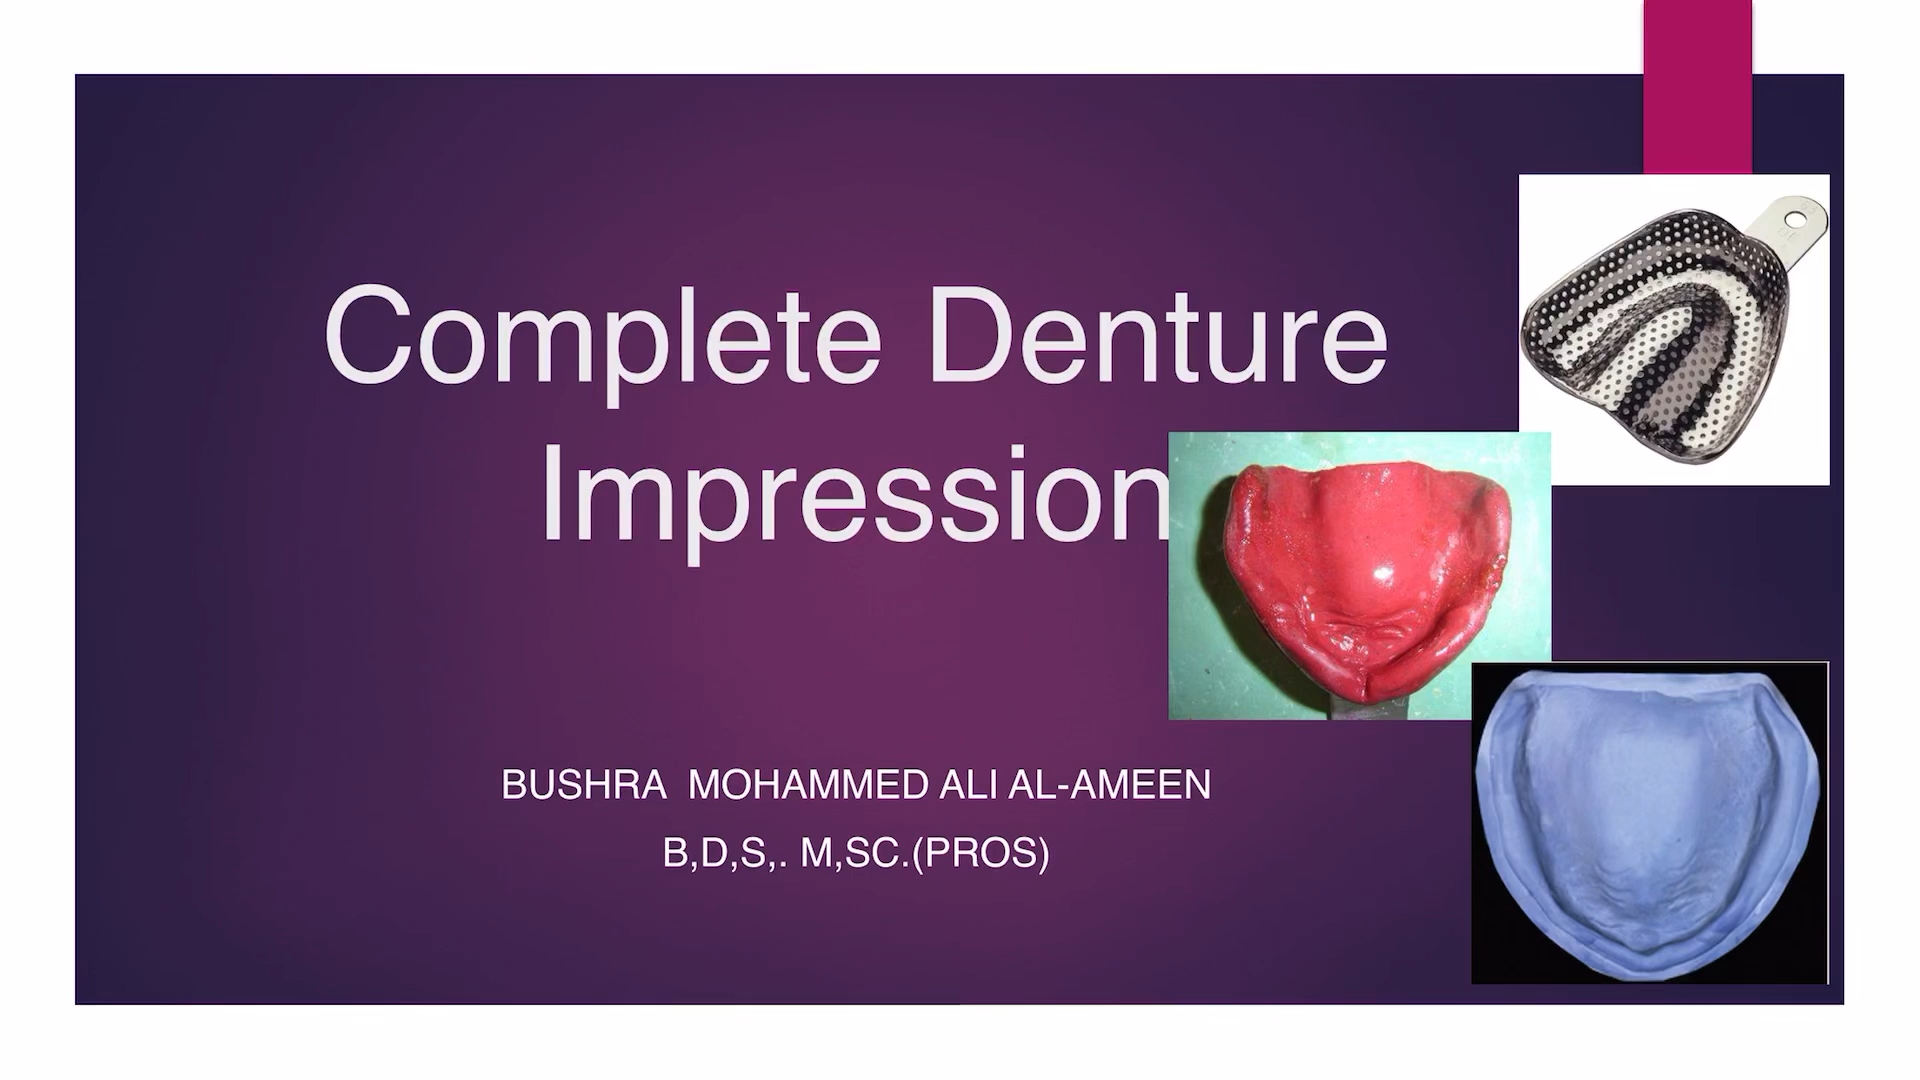 Complete Denture
Impression
BUSHRA MOHAMMED ALI AL-AMEEN
B,D,S,. M,SC.(PROS)